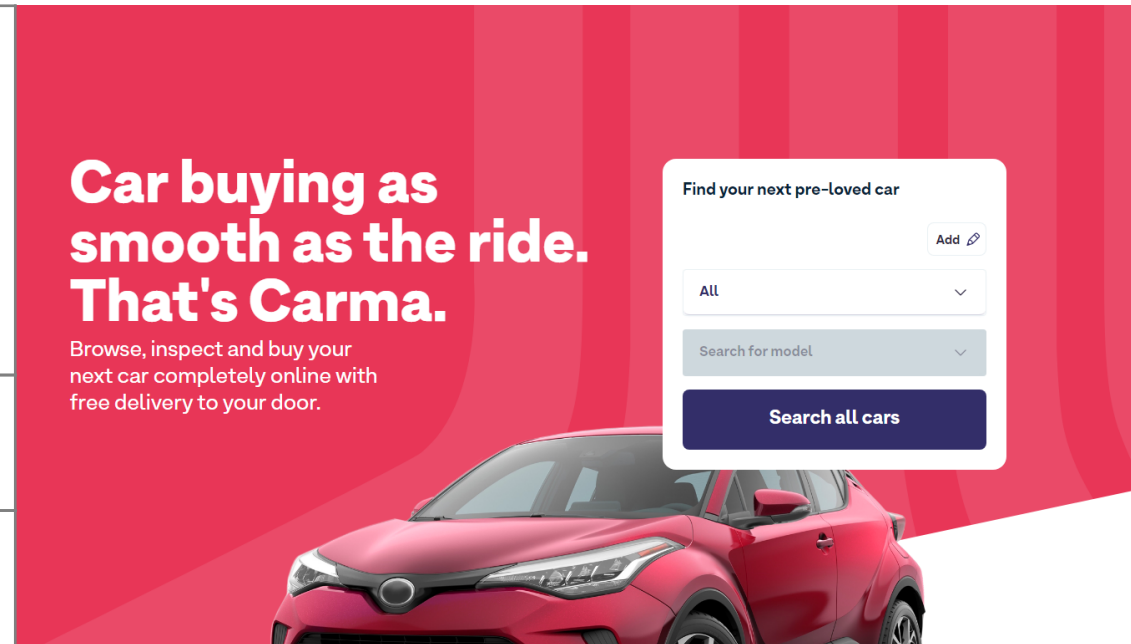 Car buying as
smooth as the ride.
That's Carma.
Browse, inspect and buy your
next car completely online with
free delivery to your door.
Find your next pre-loved car
Add
All
Search for model
Search all cars